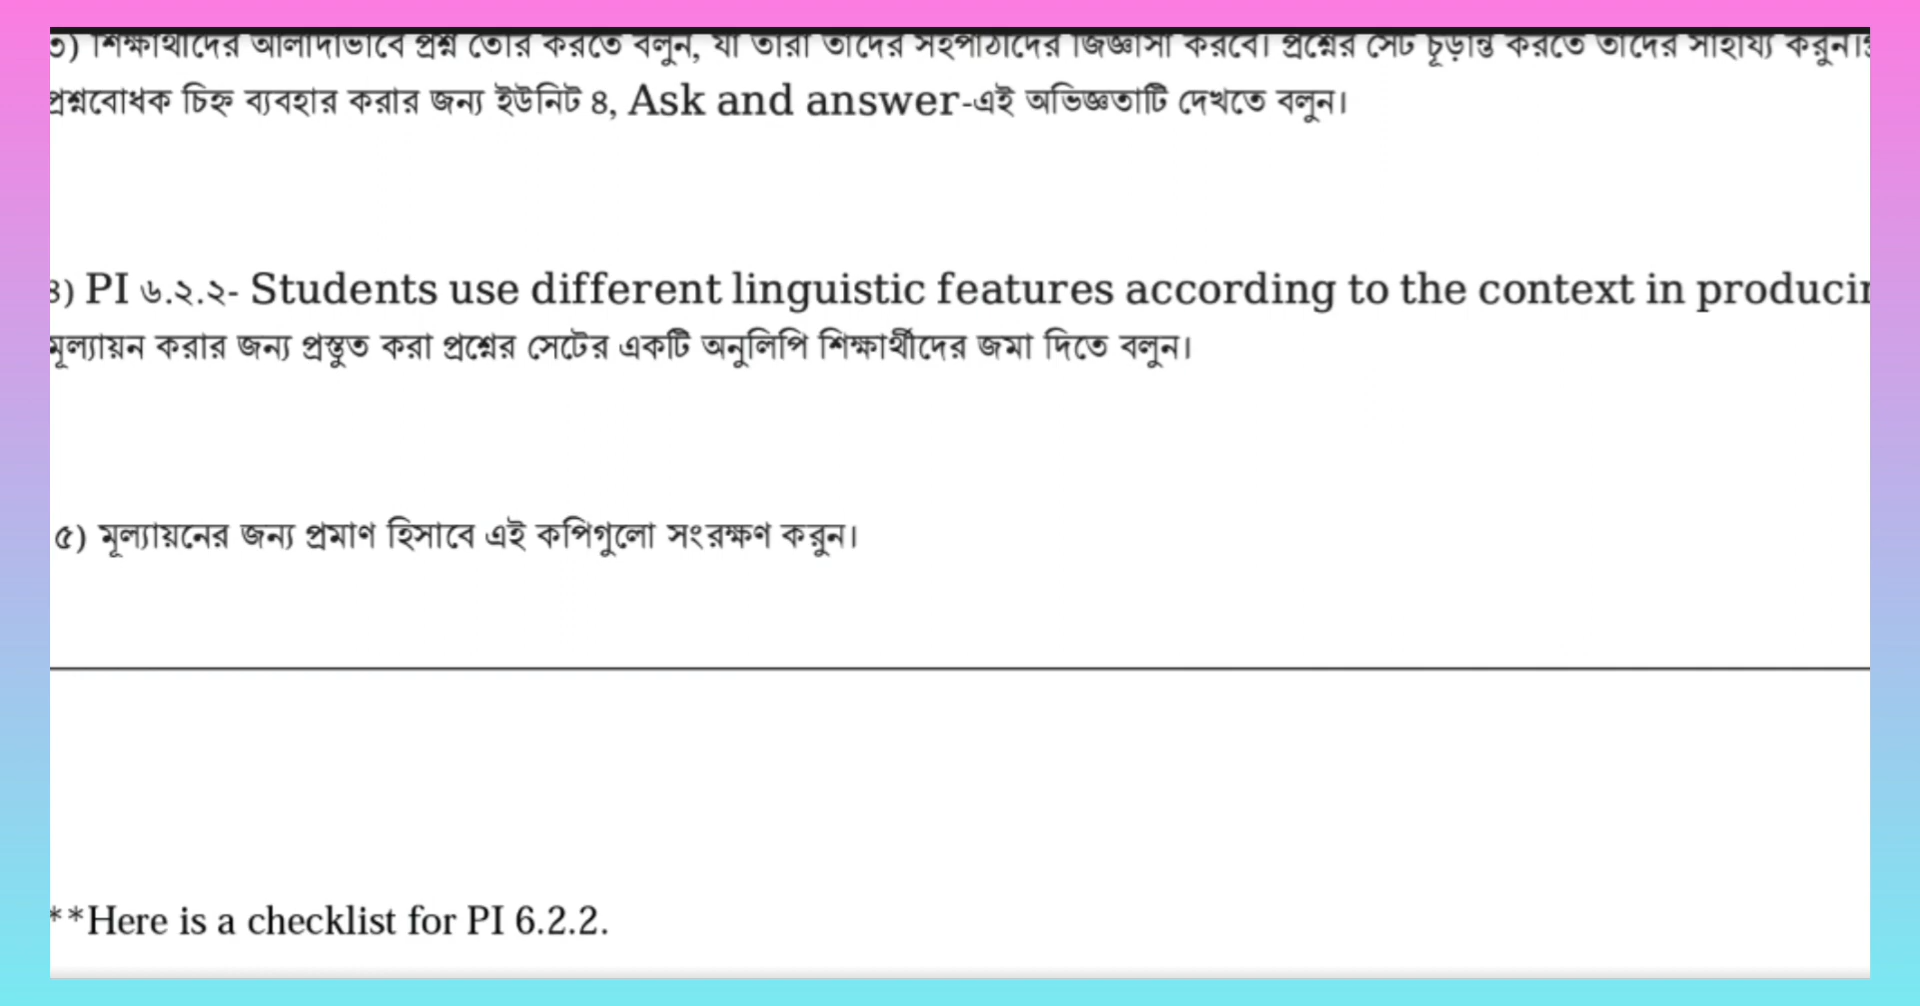 ৩) শিক্ষার্থীদের আলাদাভাবে প্রশ্ন তৈরি করতে বলুন, যা তারা তাদের সহপাঠীদের জিজ্ঞাসা করবে। প্রশ্নের সেট চূড়ান্ত করতে তাদের সাহায্য করুন।
প্রশ্নবোধক চিহ্ন ব্যবহার করার জন্য ইউনিট ৪, Ask and answer-এই অভিজ্ঞতাটি দেখতে বলুন।
৪) PI ৬.২.২- Students use different linguistic features according to the context in
মূল্যায়ন করার জন্য প্রস্তুত করা প্রশ্নের সেটের একটি অনুলিপি শিক্ষার্থীদের জমা দিতে বলুন।
৫) মূল্যায়নের জন্য প্রমাণ হিসাবে এই কপিগুলো সংরক্ষণ করুন।
**Here is a checklist for PI 6.2.2.